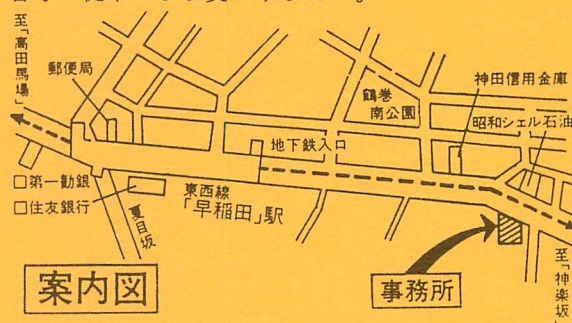 至「高田馬場」
郵便局
鶴巻
南公園
神田信用金庫
昭和シェル石油
地下鉄入口
□第一勧銀
□住友銀行
東西線
「早稲田」駅
夏目坂
案内図
事務所
至「神楽坂」